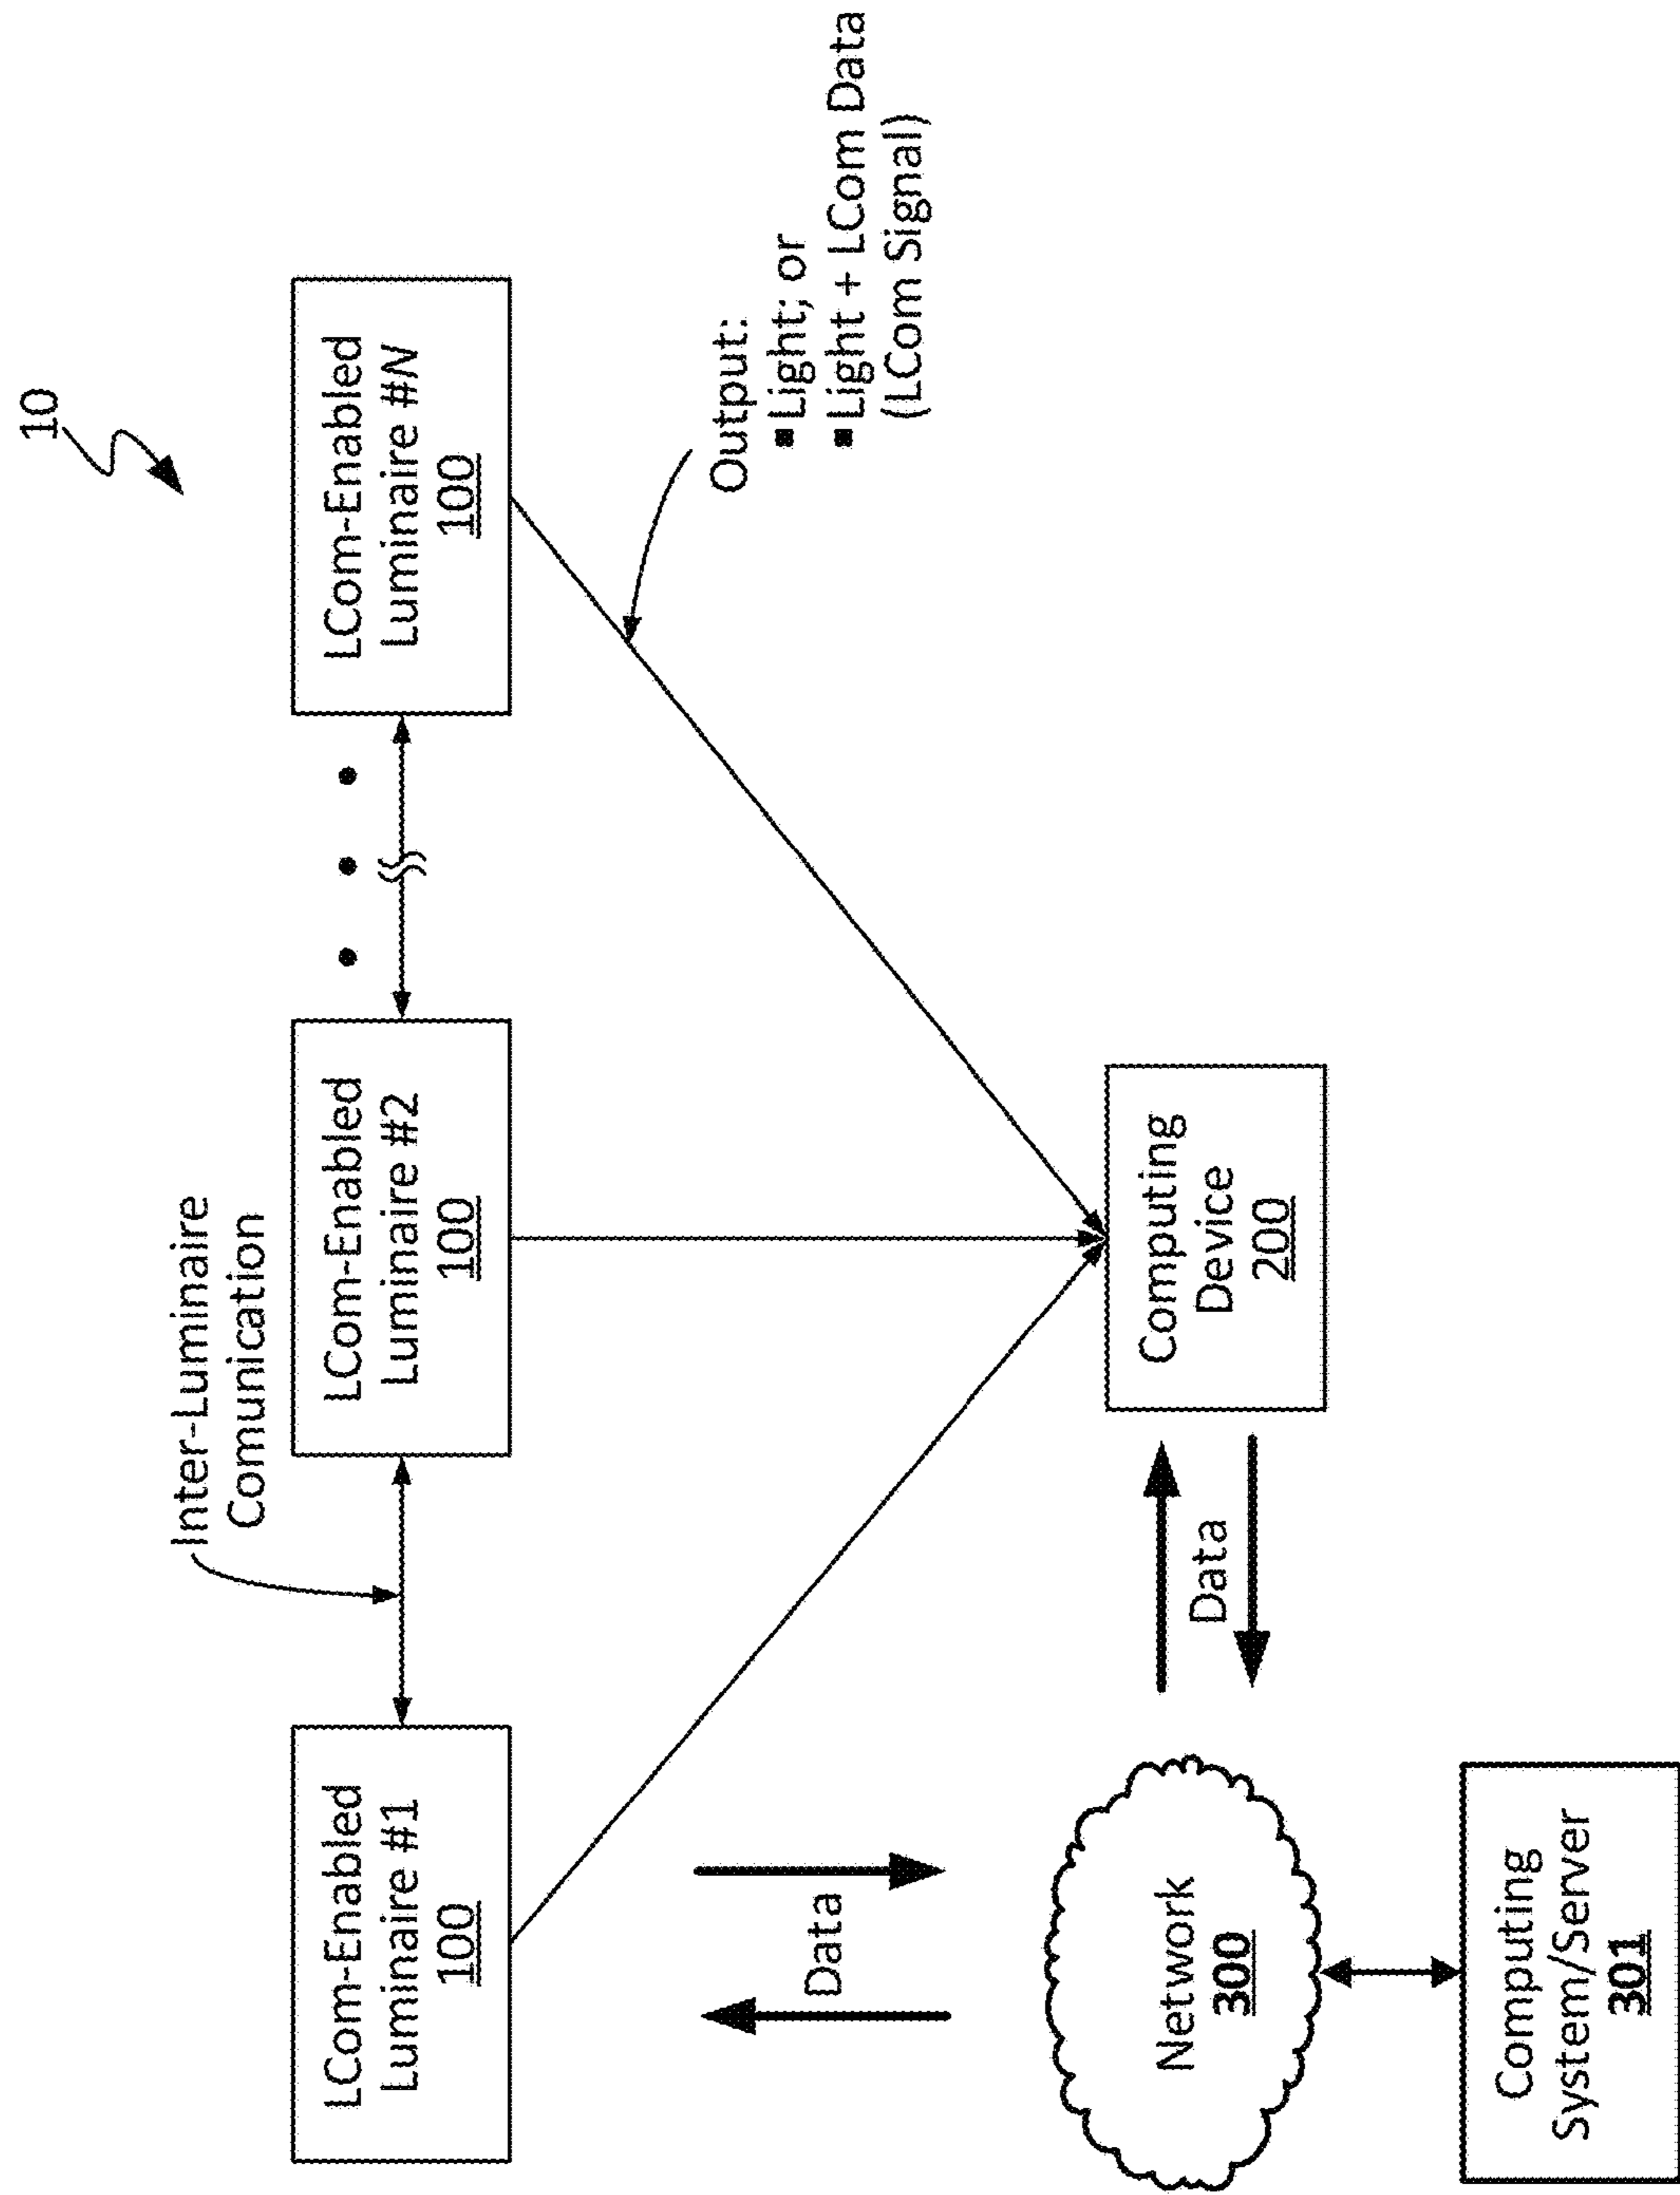 10
Inter-Luminaire
Comunication
LCom-Enabled
Luminaire #1
100
LCom-Enabled
Luminaire #2
100
LCom-Enabled
Luminaire #N
100
Output:
▪ Light; or
▪ Light + LCom Data
(LCom Signal)
Data
Network
300
Data
Computing
Device
200
Computing
System/Server
301